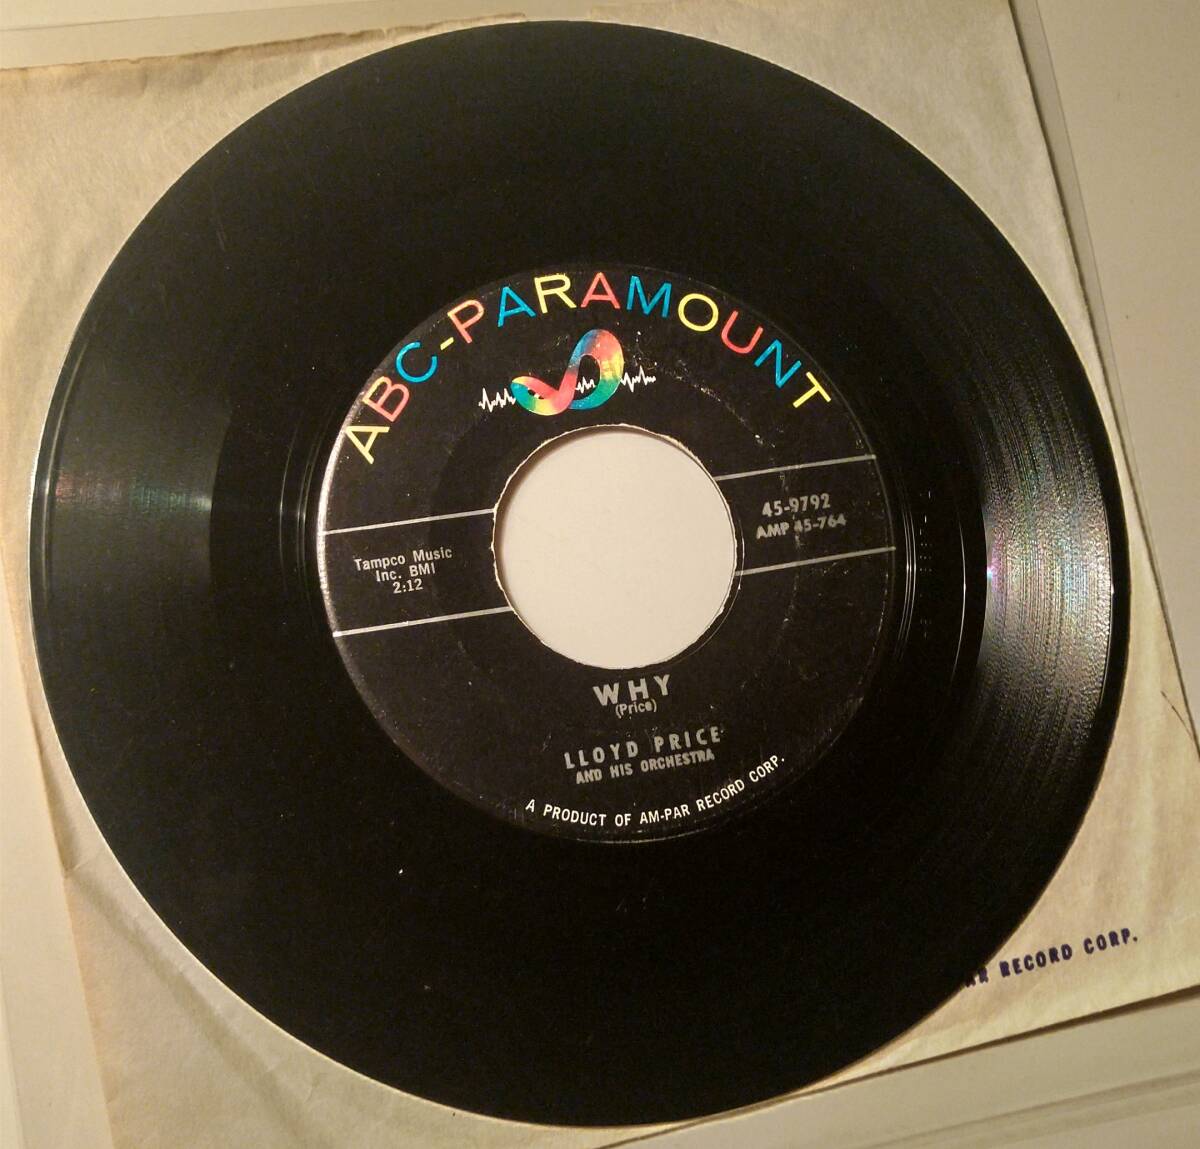 ABC-PARAMOUNT
45-9792
AMP 45-764
Tampco Music
Inc. BMI
2:12
WHY
(Price)
LLOYD PRICE
AND HIS ORCHESTRA
A PRODUCT OF AM-PAR RECORD CORP.
RECORD CORP.